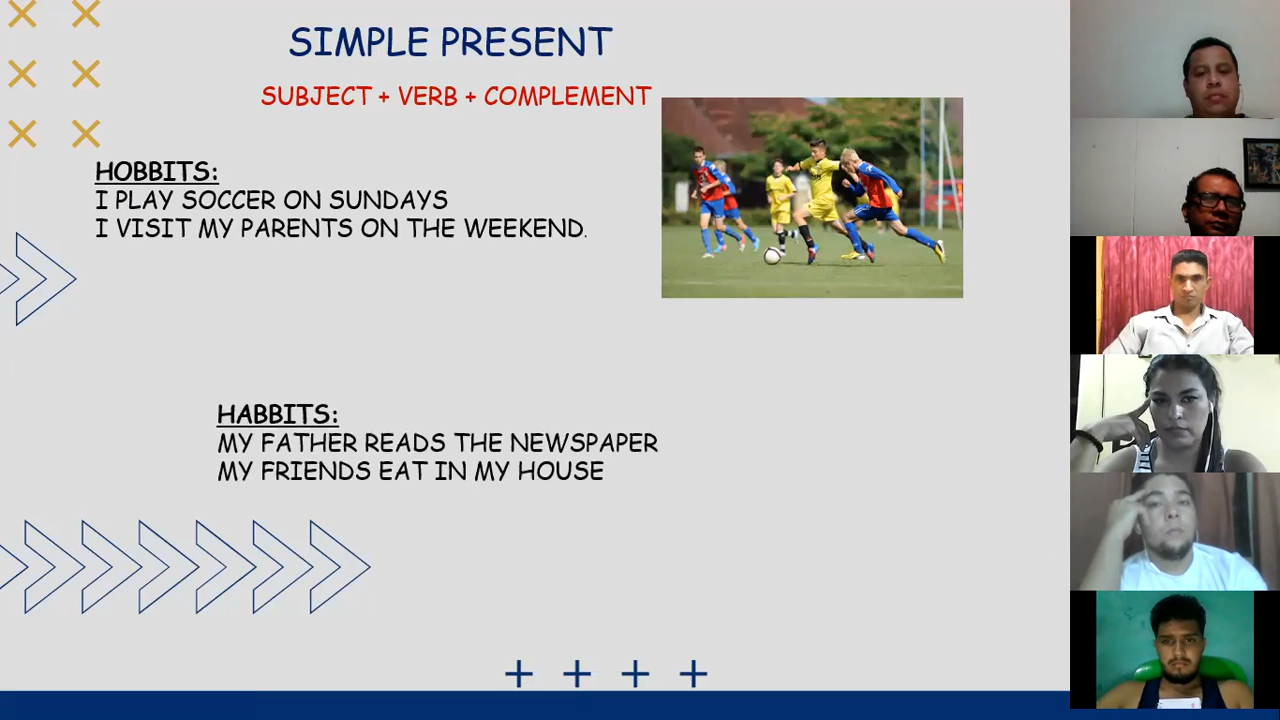 SIMPLE PRESENT
SUBJECT + VERB + COMPLEMENT
HOBBITS:
I PLAY SOCCER ON SUNDAYS
I VISIT MY PARENTS ON THE WEEKEND.
HABBITS:
MY FATHER READS THE NEWSPAPER
MY FRIENDS EAT IN MY HOUSE